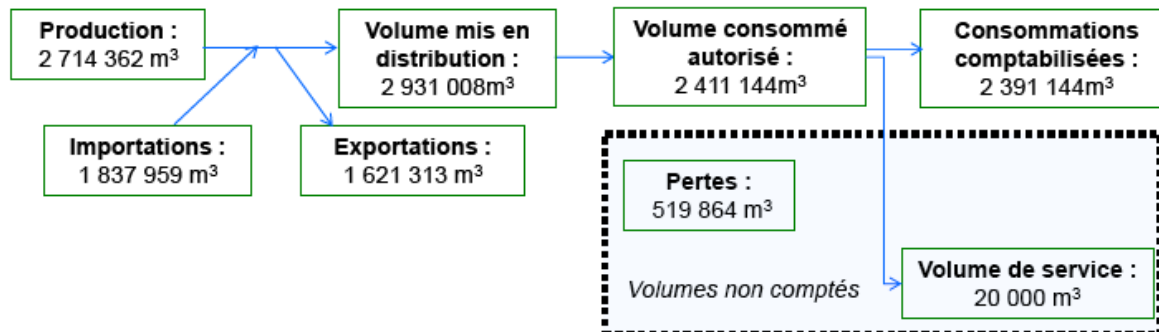 Production :
2 714 362 m³
Volume mis en
distribution :
2 931 008m³
Volume consommé
autorisé :
2 411 144m³
Consommations
comptabilisées :
2 391 144m³
Importations :
1 837 959 m³
Exportations :
1 621 313 m³
Pertes :
519 864 m³
Volumes non comptés
Volume de service :
20 000 m³